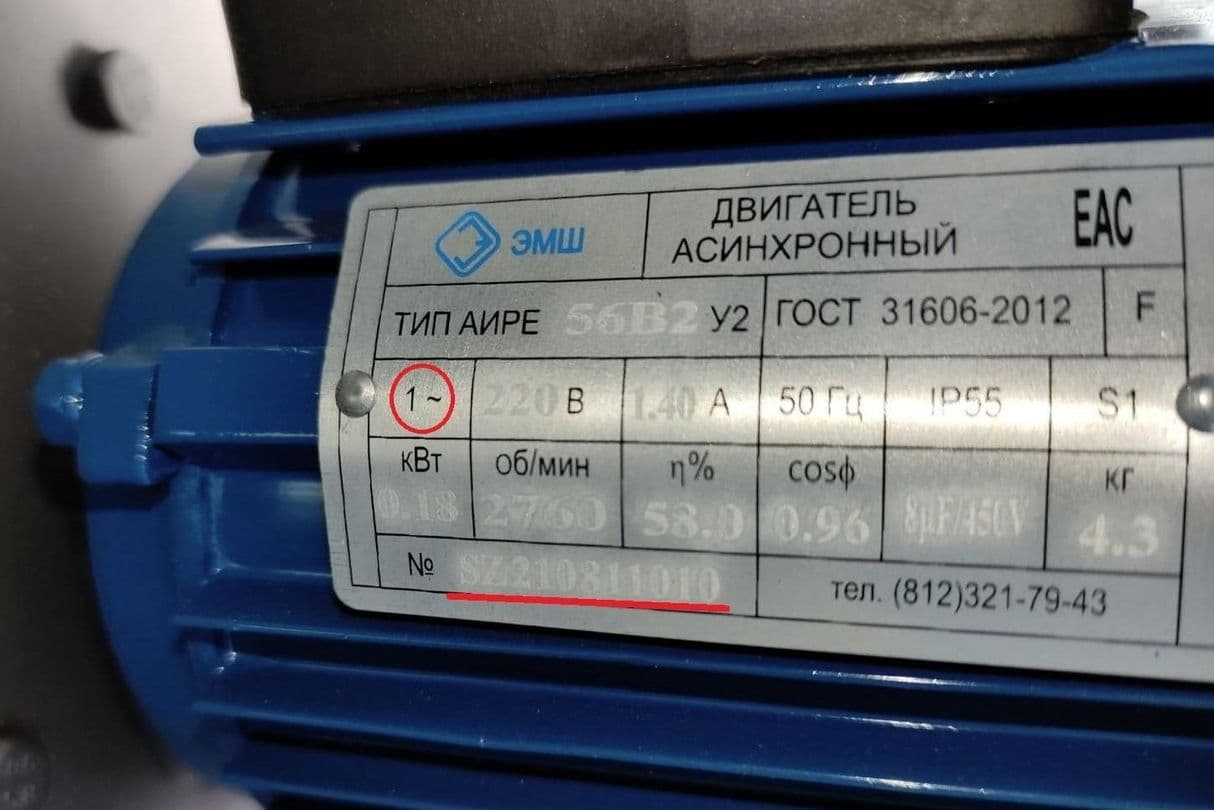 ЭМШ
ДВИГАТЕЛЬ
АСИНХРОННЫЙ
EAC
ТИП АИРЕ 56B2 У2
ГОСТ 31606-2012
F
1 ~
220 В
1.40 А
50 Гц
IP55
S1
кВт
0.18
об/мин
2760
η%
58.0
cosϕ
0.96
8μF/450V
кг
4.3
№ SZ210811010
тел. (812)321-79-43